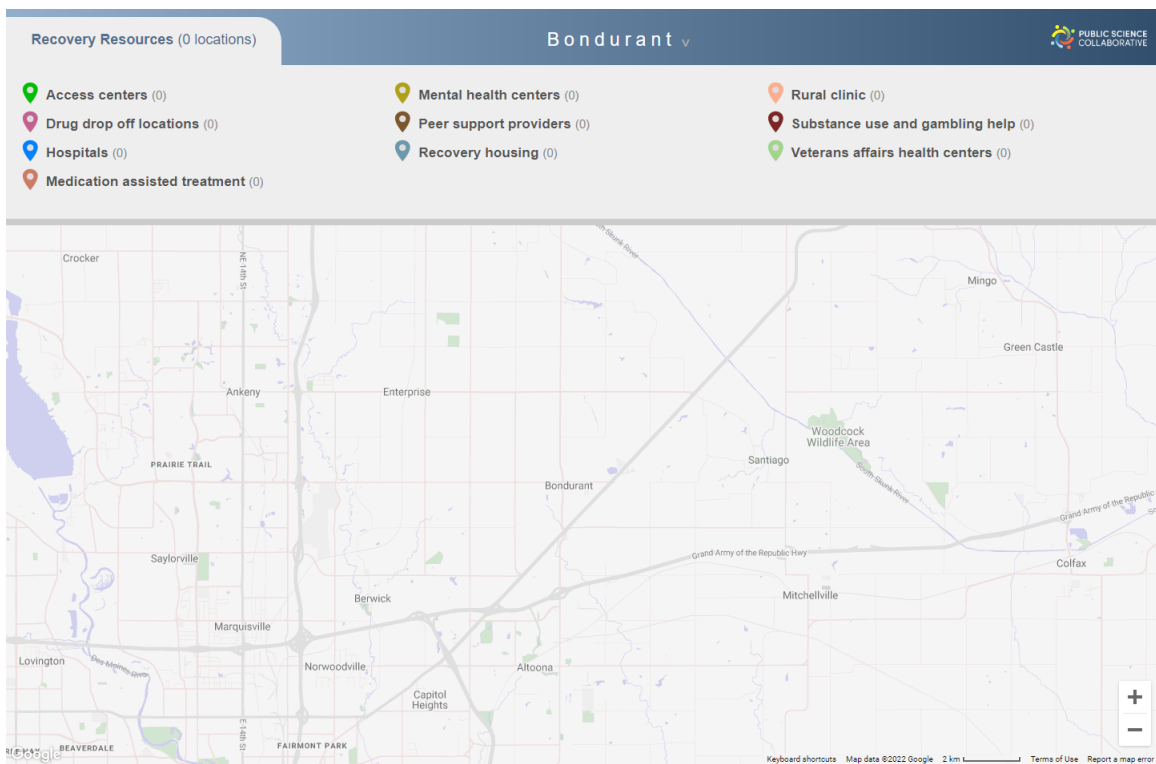 Recovery Resources (0 locations)
Bondurant v
PUBLIC SCIENCE
COLLABORATIVE
Access centers (0)
Mental health centers (0)
Rural clinic (0)
Drug drop off locations (0)
Peer support providers (0)
Substance use and gambling help (0)
Hospitals (0)
Recovery housing (0)
Veterans affairs health centers (0)
Medication assisted treatment (0)
Skunk River
Crocker
NE 14th St
Mingo
Green Castle
Ankeny
Enterprise
Woodcock
Wildlife Area
PRAIRIE TRAIL
Santiago
South Skunk River
Bondurant
Grand Army of the Republic
Grand Army of the Republic Hwy
Saylorville
Colfax
Berwick
Mitchellville
Marquisville
Lovington
Des Moines River
Norwoodville
Altoona
Capitol
Heights
+
E 14th St
−
BEAVERDALE
FAIRMONT PARK
Google
Keyboard shortcuts Map data ©2022 Google 2 km Terms of Use Report a map error